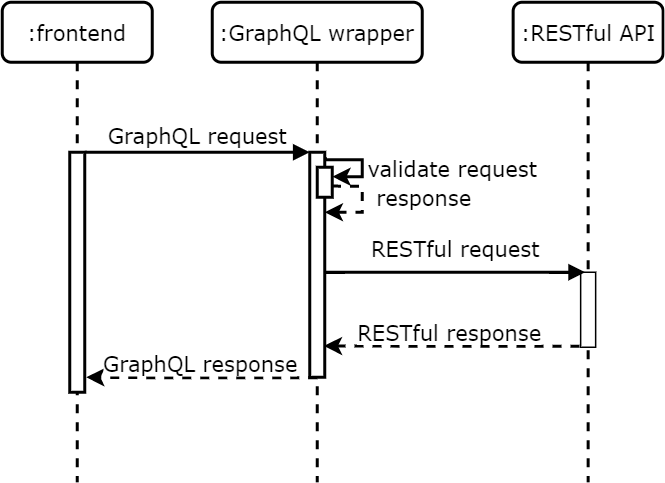 :frontend
:GraphQL wrapper
:RESTful API
GraphQL request
validate request
response
RESTful request
RESTful response
GraphQL response